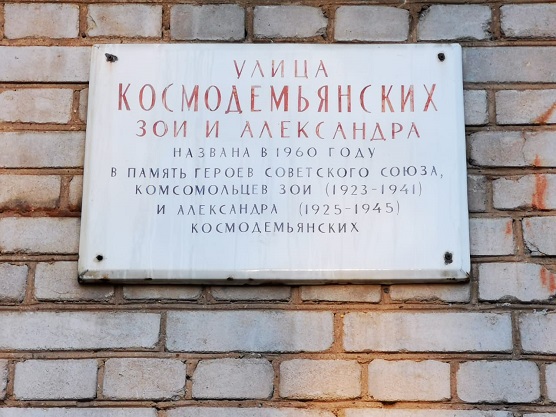 УЛИЦА
КОСМОДЕМЬЯНСКИХ
ЗОИ И АЛЕКСАНДРА
НАЗВАНА В 1960 ГОДУ
В ПАМЯТЬ ГЕРОЕВ СОВЕТСКОГО СОЮЗА,
КОМСОМОЛЬЦЕВ ЗОИ (1923-1941)
И АЛЕКСАНДРА (1925-1945)
КОСМОДЕМЬЯНСКИХ